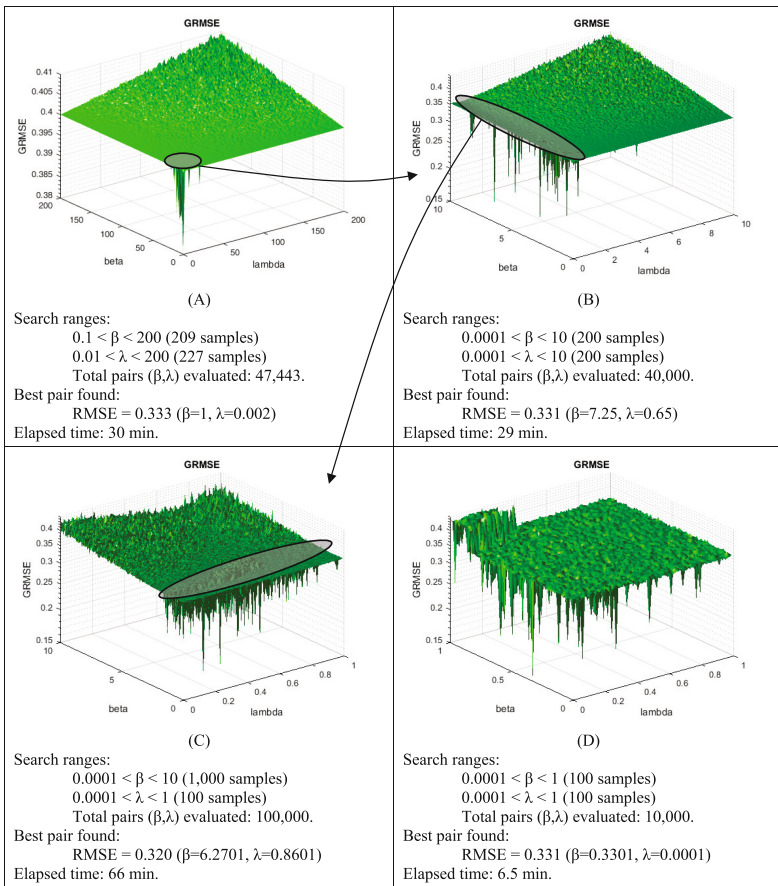 GRMSE
0.41
0.405
0.4
0.395
0.39
0.385
0.38
GRMSE
200
150
100
50
0
beta
0
50
100
150
200
lambda
(A)
Search ranges:
0.1 < β < 200 (209 samples)
0.01 < λ < 200 (227 samples)
Total pairs (β,λ) evaluated: 47,443.
Best pair found:
RMSE = 0.333 (β=1, λ=0.002)
Elapsed time: 30 min.
GRMSE
0.4
0.35
0.3
0.25
0.2
0.15
GRMSE
10
5
0
beta
0
2
4
6
8
10
lambda
(B)
Search ranges:
0.0001 < β < 10 (200 samples)
0.0001 < λ < 10 (200 samples)
Total pairs (β,λ) evaluated: 40,000.
Best pair found:
RMSE = 0.331 (β=7.25, λ=0.65)
Elapsed time: 29 min.
GRMSE
0.4
0.35
0.3
0.25
0.2
0.15
GRMSE
10
5
0
beta
0
0.2
0.4
0.6
0.8
1
lambda
(C)
Search ranges:
0.0001 < β < 10 (1,000 samples)
0.0001 < λ < 1 (100 samples)
Total pairs (β,λ) evaluated: 100,000.
Best pair found:
RMSE = 0.320 (β=6.2701, λ=0.8601)
Elapsed time: 66 min.
GRMSE
0.4
0.35
0.3
0.25
0.2
0.15
GRMSE
1
0.5
0
beta
0
0.2
0.4
0.6
0.8
1
lambda
(D)
Search ranges:
0.0001 < β < 1 (100 samples)
0.0001 < λ < 1 (100 samples)
Total pairs (β,λ) evaluated: 10,000.
Best pair found:
RMSE = 0.331 (β=0.3301, λ=0.0001)
Elapsed time: 6.5 min.